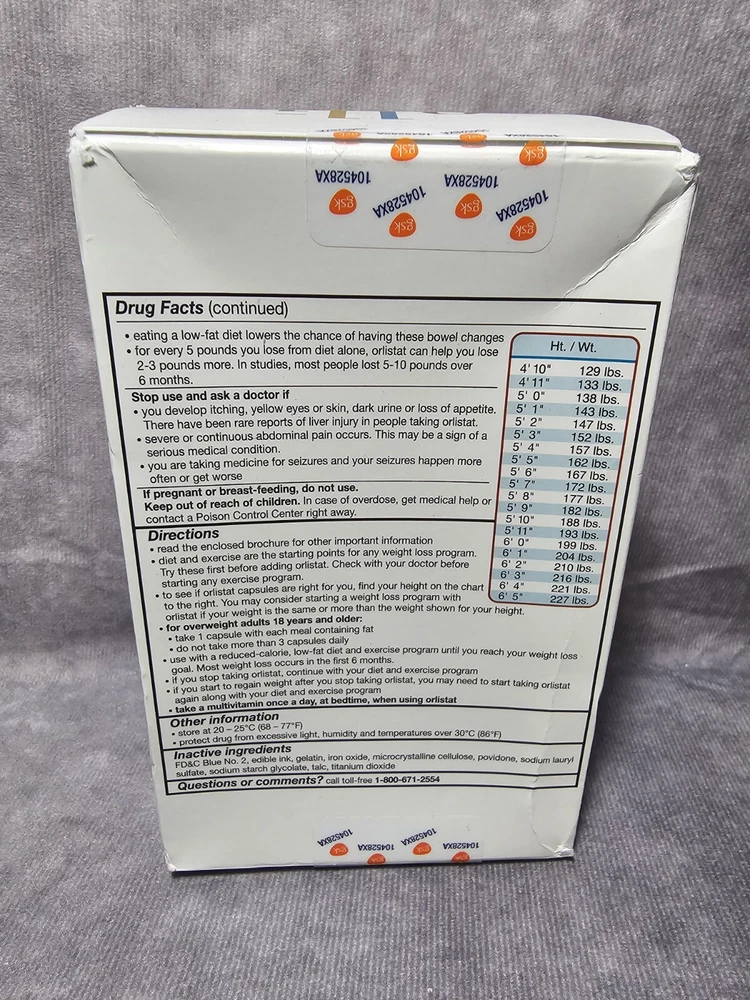 104528XA
gsk
gsk
104528XA
104528XA
gsk
104528XA
gsk
104528XA
gsk
gsk
Drug Facts (continued)
• eating a low-fat diet lowers the chance of having these bowel changes
• for every 5 pounds you lose from diet alone, orlistat can help you lose
2-3 pounds more. In studies, most people lost 5-10 pounds over
6 months.
Stop use and ask a doctor if
• you develop itching, yellow eyes or skin, dark urine or loss of appetite.
There have been rare reports of liver injury in people taking orlistat.
• severe or continuous abdominal pain occurs. This may be a sign of a
serious medical condition.
• you are taking medicine for seizures and your seizures happen more
often or get worse
If pregnant or breast-feeding, do not use.
Keep out of reach of children. In case of overdose, get medical help or
contact a Poison Control Center right away.
Ht. / Wt.
4' 10" 129 lbs.
4' 11" 133 lbs.
5' 0" 138 lbs.
5' 1" 143 lbs.
5' 2" 147 lbs.
5' 3" 152 lbs.
5' 4" 157 lbs.
5' 5" 162 lbs.
5' 6" 167 lbs.
5' 7" 172 lbs.
5' 8" 177 lbs.
5' 9" 182 lbs.
5' 10" 188 lbs.
5' 11" 193 lbs.
6' 0" 199 lbs.
6' 1" 204 lbs.
6' 2" 210 lbs.
6' 3" 216 lbs.
6' 4" 221 lbs.
6' 5" 227 lbs.
Directions
• read the enclosed brochure for other important information
• diet and exercise are the starting points for any weight loss program.
Try these first before adding orlistat. Check with your doctor before
starting any exercise program.
• to see if orlistat capsules are right for you, find your height on the chart
to the right. You may consider starting a weight loss program with
orlistat if your weight is the same or more than the weight shown for your height.
• for overweight adults 18 years and older:
• take 1 capsule with each meal containing fat
• do not take more than 3 capsules daily
• use with a reduced-calorie, low-fat diet and exercise program until you reach your weight loss
goal. Most weight loss occurs in the first 6 months.
• if you stop taking orlistat, continue with your diet and exercise program
• if you start to regain weight after you stop taking orlistat, you may need to start taking orlistat
again along with your diet and exercise program
• take a multivitamin once a day, at bedtime, when using orlistat
Other information
• store at 20 – 25°C (68 – 77°F)
• protect drug from excessive light, humidity and temperatures over 30°C (86°F)
Inactive ingredients
FD&C Blue No. 2, edible ink, gelatin, iron oxide, microcrystalline cellulose, povidone, sodium lauryl
sulfate, sodium starch glycolate, talc, titanium dioxide
Questions or comments? call toll-free 1-800-671-2554
104528XA
104528XA
104528XA
104528XA
gsk
gsk
gsk
gsk